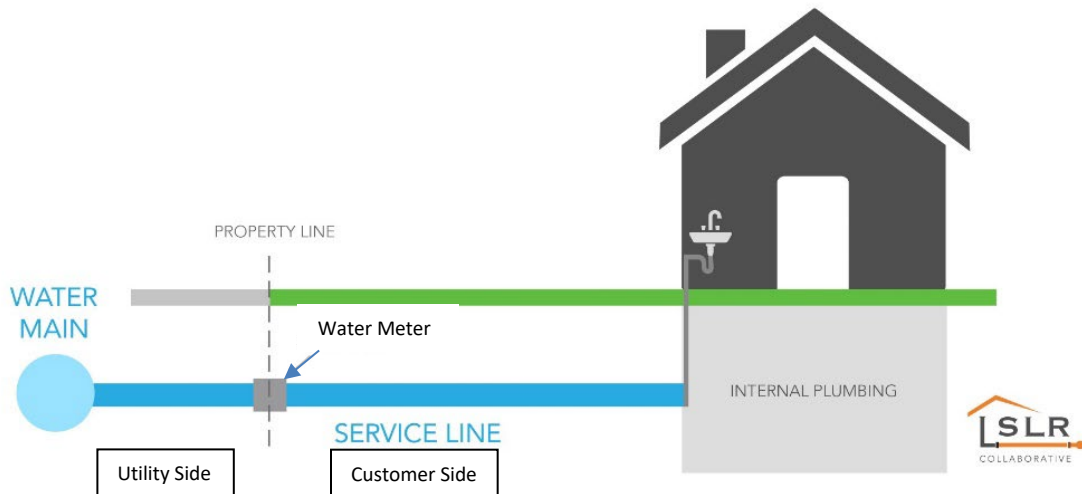 PROPERTY LINE
WATER
MAIN
Water Meter
INTERNAL PLUMBING
SERVICE LINE
Utility Side
Customer Side
LSLR
COLLABORATIVE